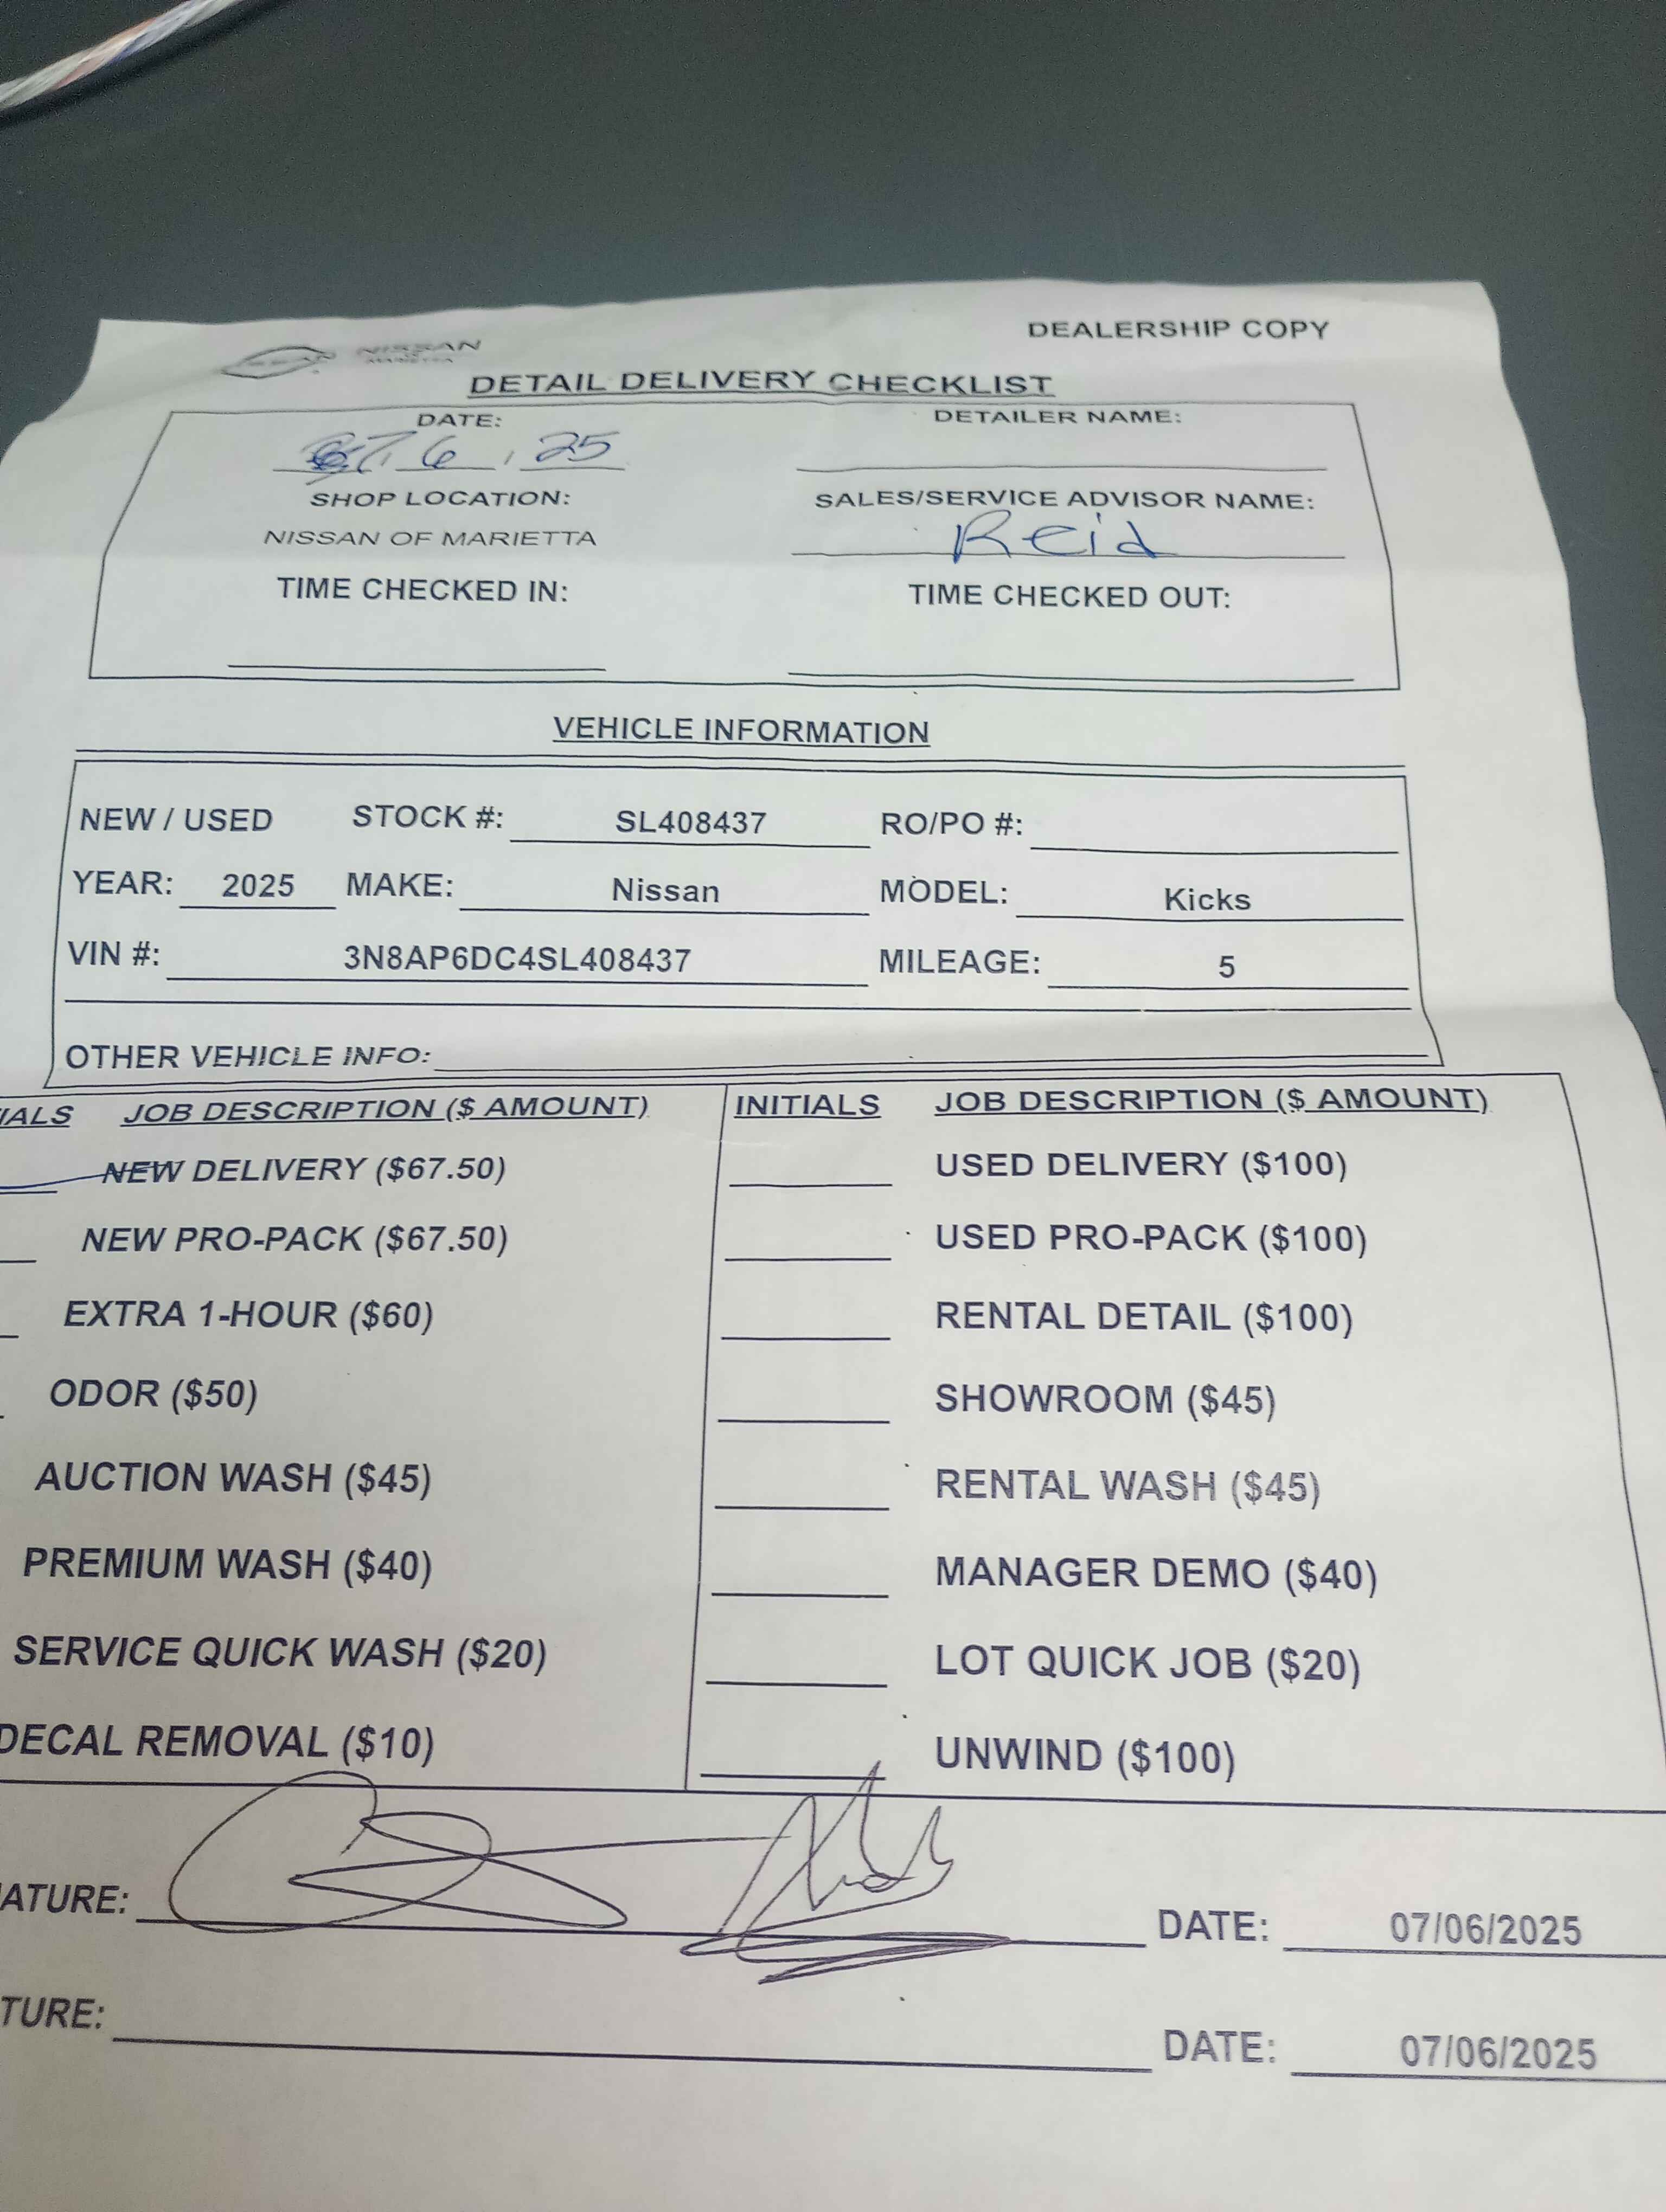 DEALERSHIP COPY
NISSAN
OF
MARIETTA
DETAIL DELIVERY CHECKLIST
DATE: DETAILER NAME:
7, 6, 25
SHOP LOCATION: SALES/SERVICE ADVISOR NAME:
NISSAN OF MARIETTA Reid
TIME CHECKED IN: TIME CHECKED OUT:
VEHICLE INFORMATION
NEW / USED STOCK #: SL408437 RO/PO #:
YEAR: 2025 MAKE: Nissan MODEL: Kicks
VIN #: 3N8AP6DC4SL408437 MILEAGE: 5
OTHER VEHICLE INFO:
IALS JOB DESCRIPTION ($ AMOUNT) INITIALS JOB DESCRIPTION ($ AMOUNT)
NEW DELIVERY ($67.50) USED DELIVERY ($100)
NEW PRO-PACK ($67.50) USED PRO-PACK ($100)
EXTRA 1-HOUR ($60) RENTAL DETAIL ($100)
ODOR ($50) SHOWROOM ($45)
AUCTION WASH ($45) RENTAL WASH ($45)
PREMIUM WASH ($40) MANAGER DEMO ($40)
SERVICE QUICK WASH ($20) LOT QUICK JOB ($20)
DECAL REMOVAL ($10) UNWIND ($100)
ATURE: DATE: 07/06/2025
TURE: DATE: 07/06/2025